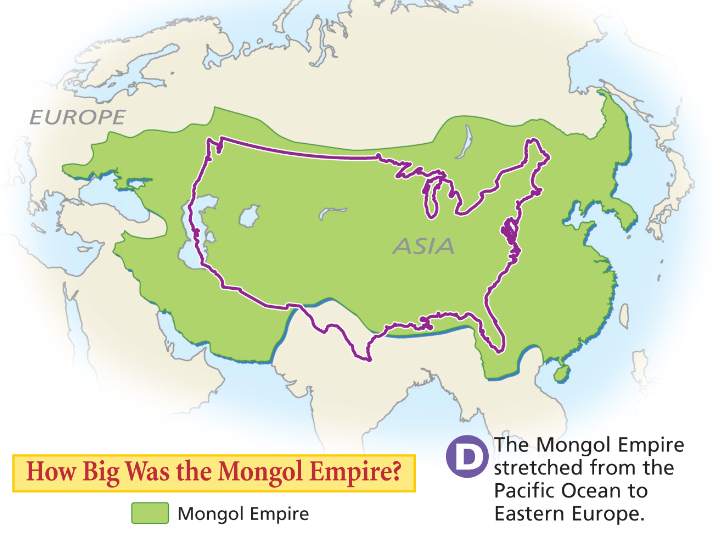 EUROPE
ASIA
How Big Was the Mongol Empire?
Mongol Empire
D
The Mongol Empire
stretched from the
Pacific Ocean to
Eastern Europe.